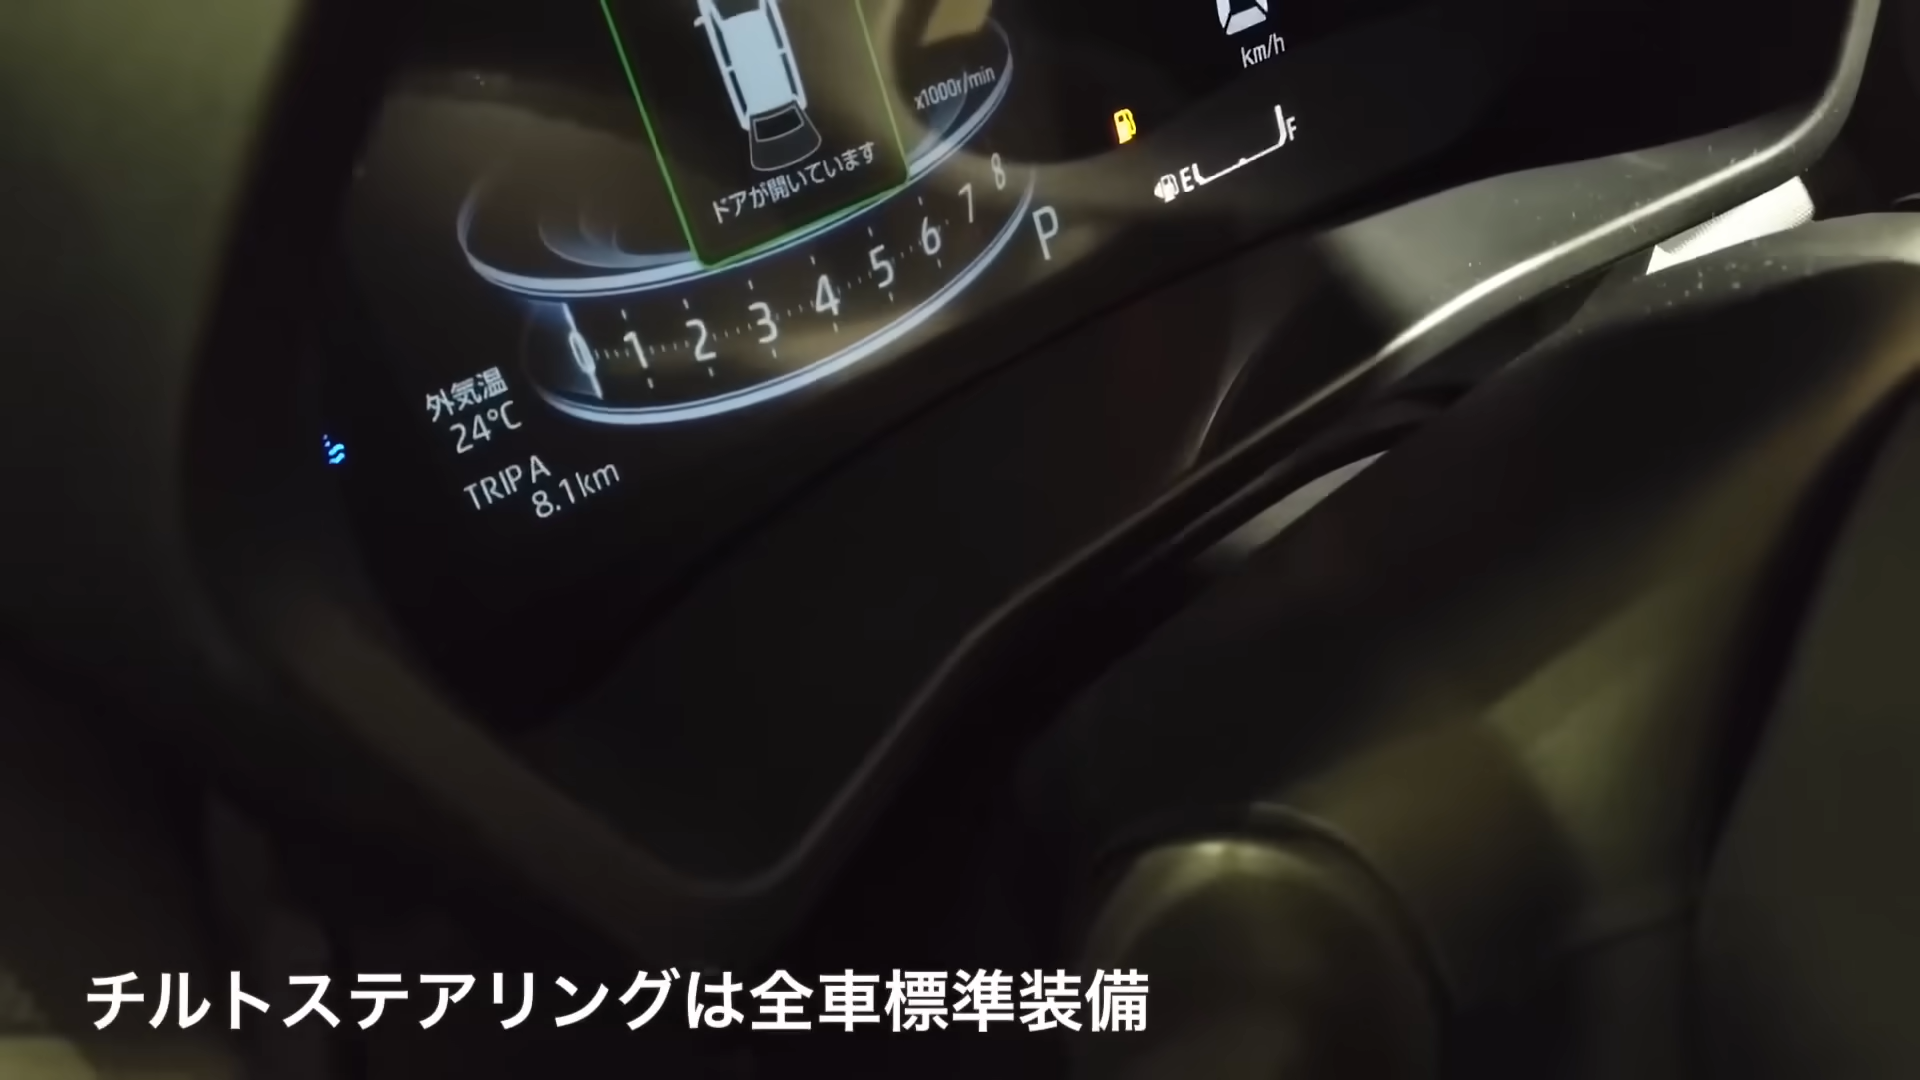 km/h
x1000r/min
F
E
ドアが開いています
0 1 2 3 4 5 6 7 8
P
外気温
24°C
TRIP A
8.1km
チルトステアリングは全車標準装備